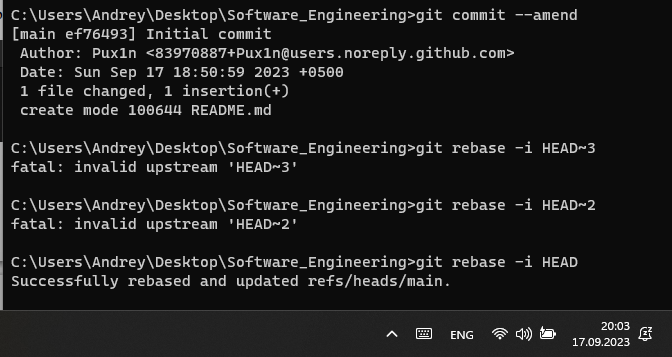 C:\Users\Andrey\Desktop\Software_Engineering>git commit --amend
[main ef76493] Initial commit
 Author: Pux1n <83970887+Pux1n@users.noreply.github.com>
 Date: Sun Sep 17 18:50:59 2023 +0500
 1 file changed, 1 insertion(+)
 create mode 100644 README.md
C:\Users\Andrey\Desktop\Software_Engineering>git rebase -i HEAD~3
fatal: invalid upstream 'HEAD~3'
C:\Users\Andrey\Desktop\Software_Engineering>git rebase -i HEAD~2
fatal: invalid upstream 'HEAD~2'
C:\Users\Andrey\Desktop\Software_Engineering>git rebase -i HEAD
Successfully rebased and updated refs/heads/main.
ENG
20:03
17.09.2023